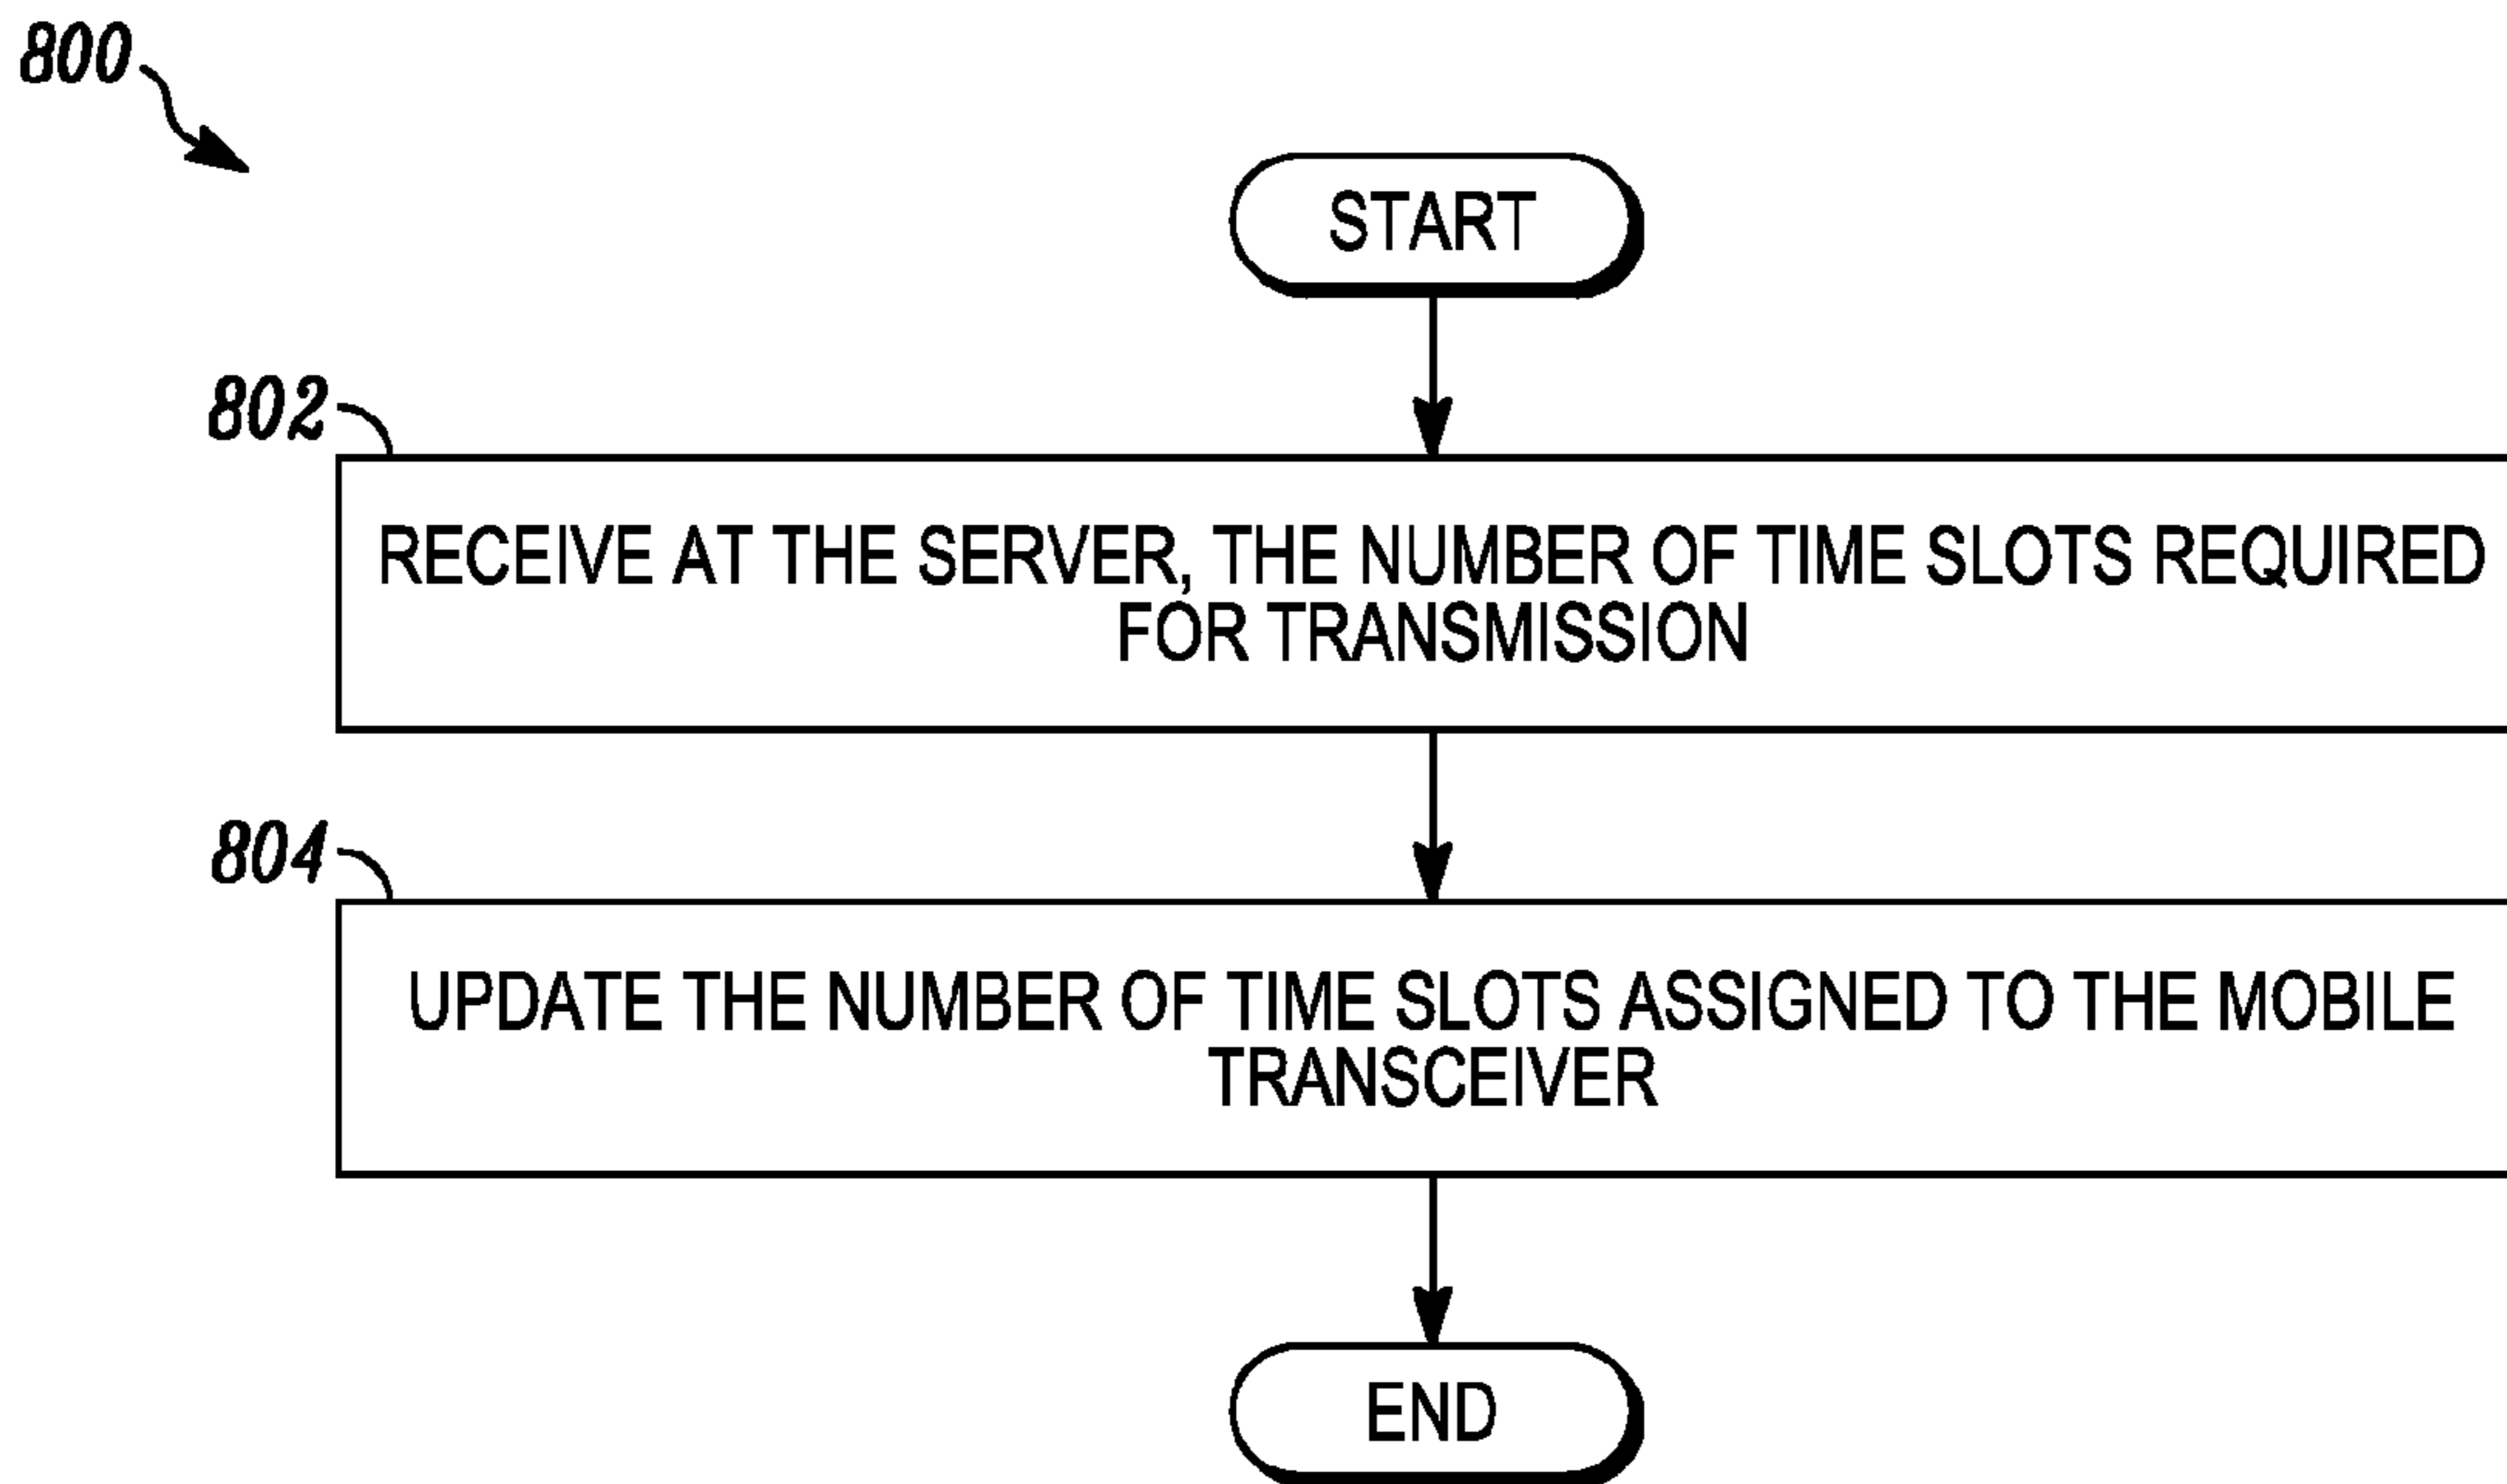 800
START
802
RECEIVE AT THE SERVER, THE NUMBER OF TIME SLOTS REQUIRED
FOR TRANSMISSION
804
UPDATE THE NUMBER OF TIME SLOTS ASSIGNED TO THE MOBILE
TRANSCEIVER
END